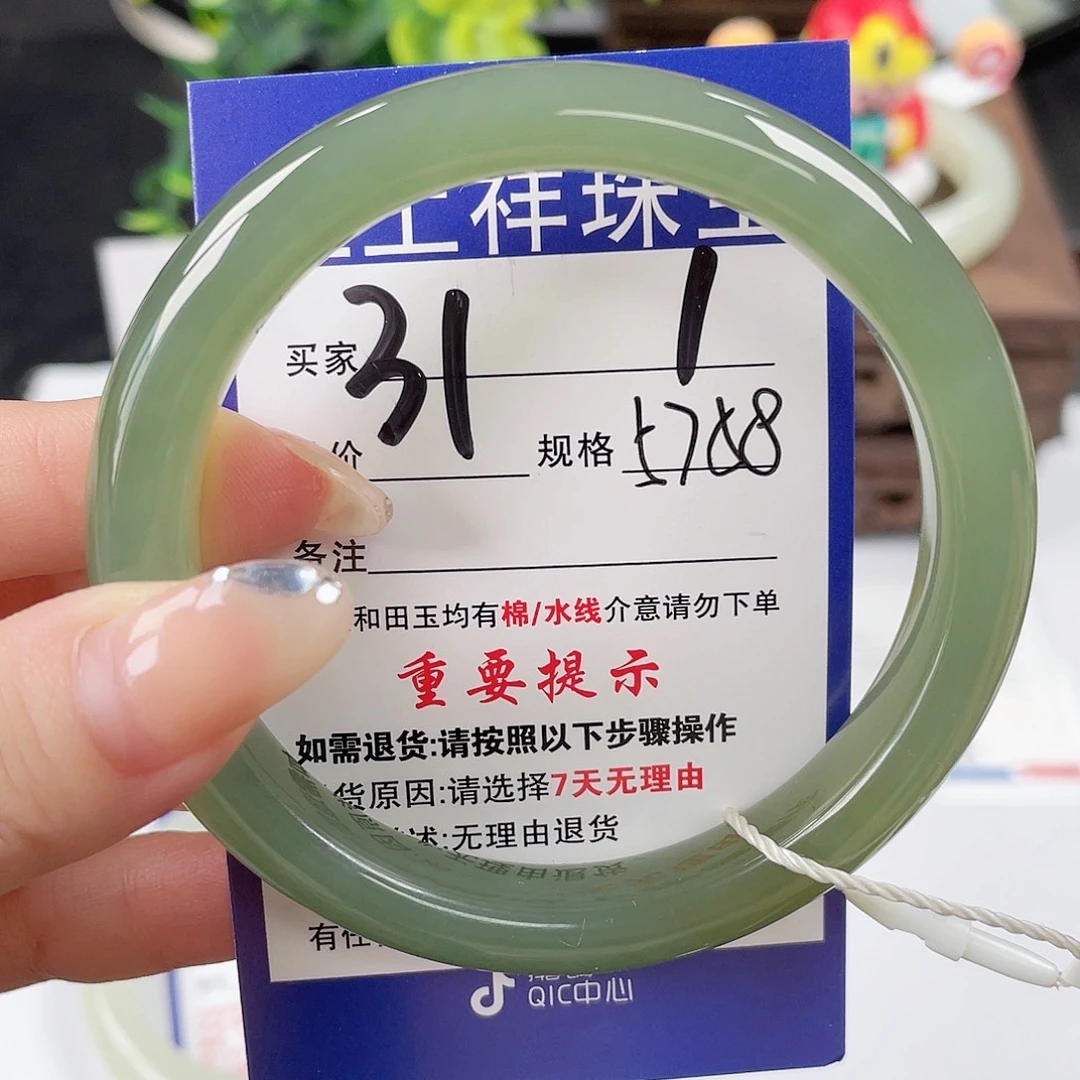 祥珠
买家 31 1
价 规格 5788
备注
和田玉均有棉/水线介意请勿下单
重要提示
如需退货:请按照以下步骤操作
货原因:请选择7天无理由
述:无理由退货
有任
QIC中心